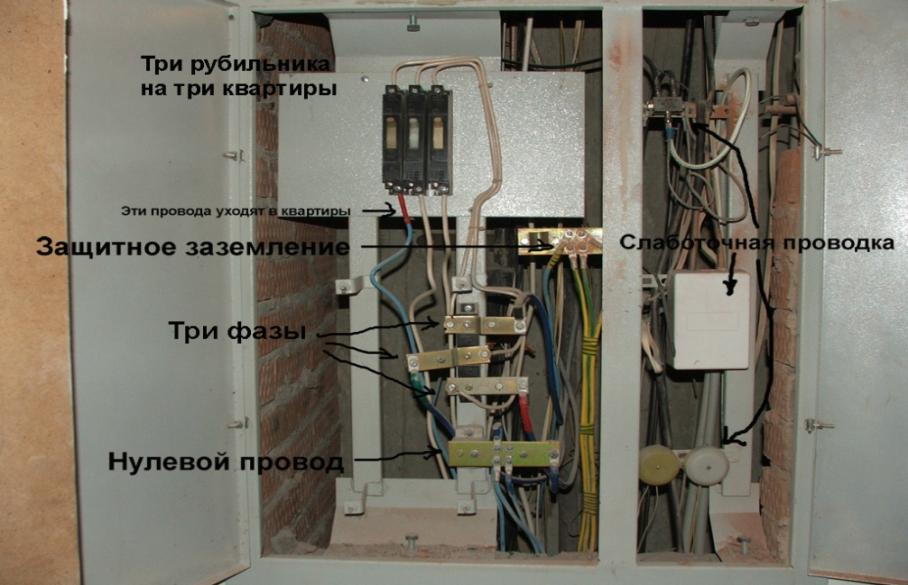 Три рубильника
на три квартиры
Эти провода уходят в квартиры
Защитное заземление
Слаботочная проводка
Три фазы
Нулевой провод